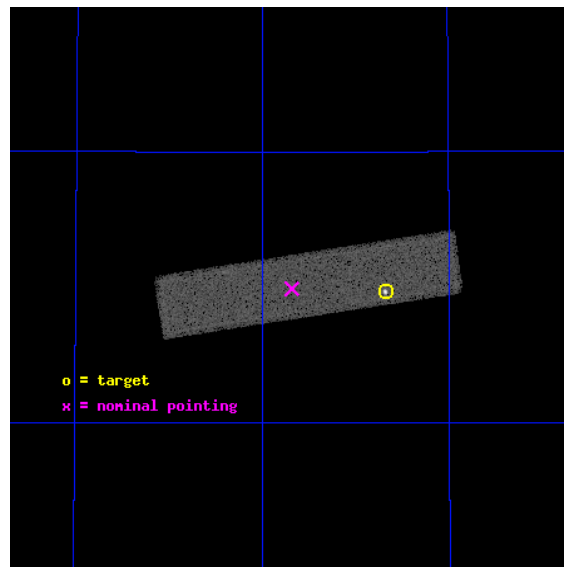 o = target
x = nominal pointing